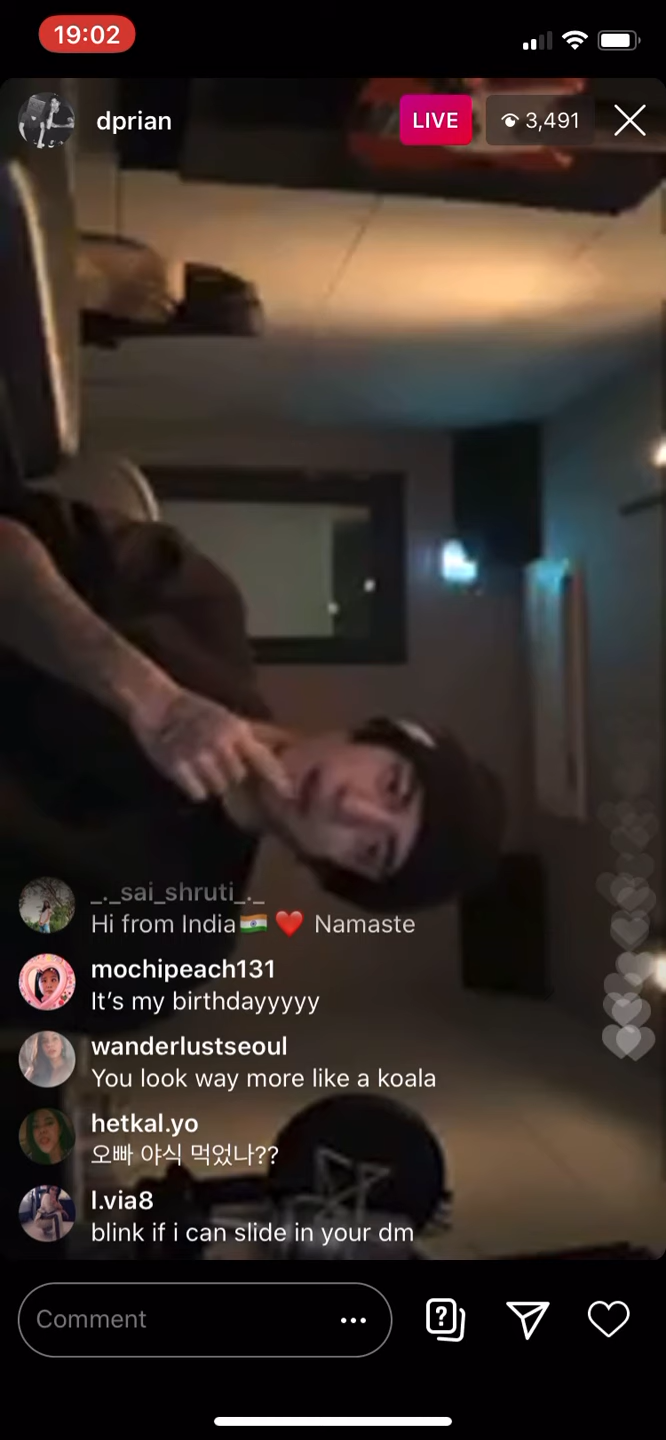 19:02
dprian
LIVE
3,491
_._sai_shruti_._
Hi from India🇮🇳 ❤️ Namaste
mochipeach131
It’s my birthdayyyyy
wanderlustseoul
You look way more like a koala
hetkal.yo
오빠 야식 먹었나??
l.via8
blink if i can slide in your dm
Comment